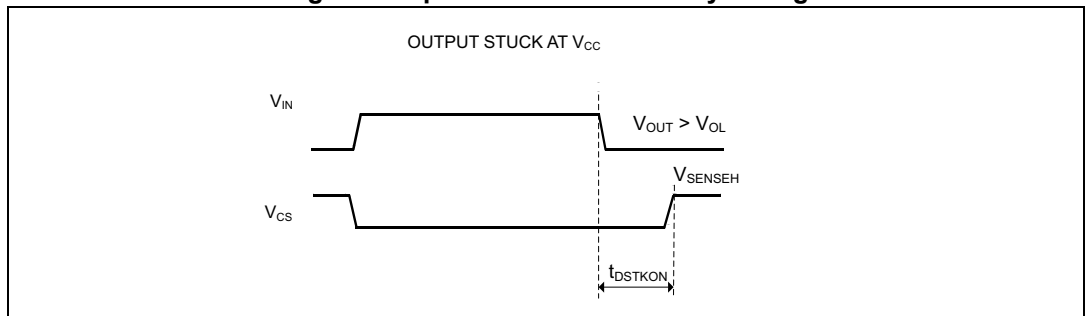 OUTPUT STUCK AT VCC
VIN
VOUT > VOL
VSENSEH
VCS
tDSTKON